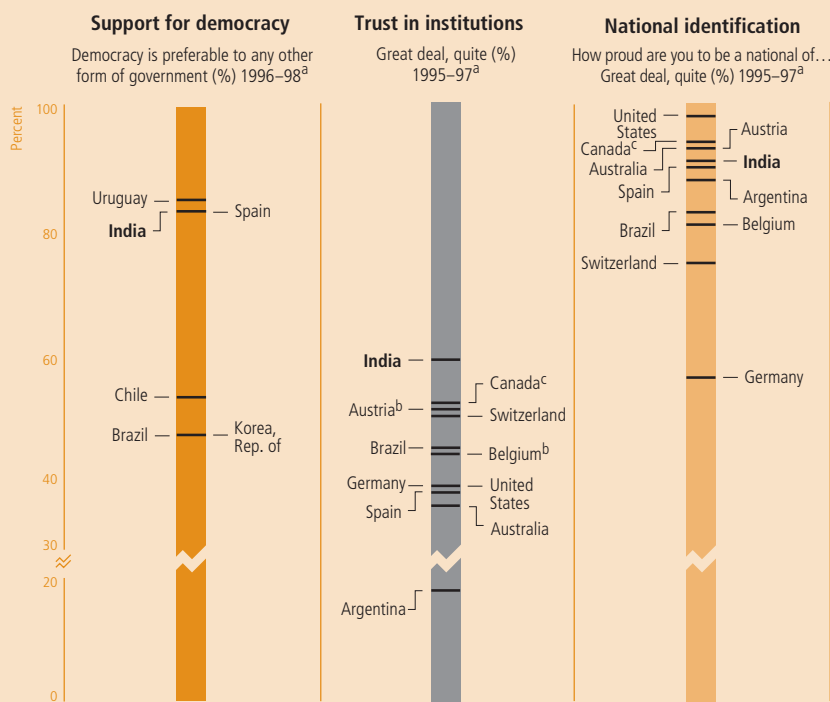 Support for democracy
Democracy is preferable to any other
form of government (%) 1996–98a
Trust in institutions
Great deal, quite (%)
1995–97a
National identification
How proud are you to be a national of…
Great deal, quite (%) 1995–97a
Percent
100
80
60
40
30
20
0
Uruguay
India
Spain
Chile
Brazil
Korea,
Rep. of
India
Canadac
Austriab
Switzerland
Brazil
Belgiumb
Germany
United
States
Spain
Australia
Argentina
United
States
Canadac
Austria
Australia
India
Spain
Argentina
Brazil
Belgium
Switzerland
Germany